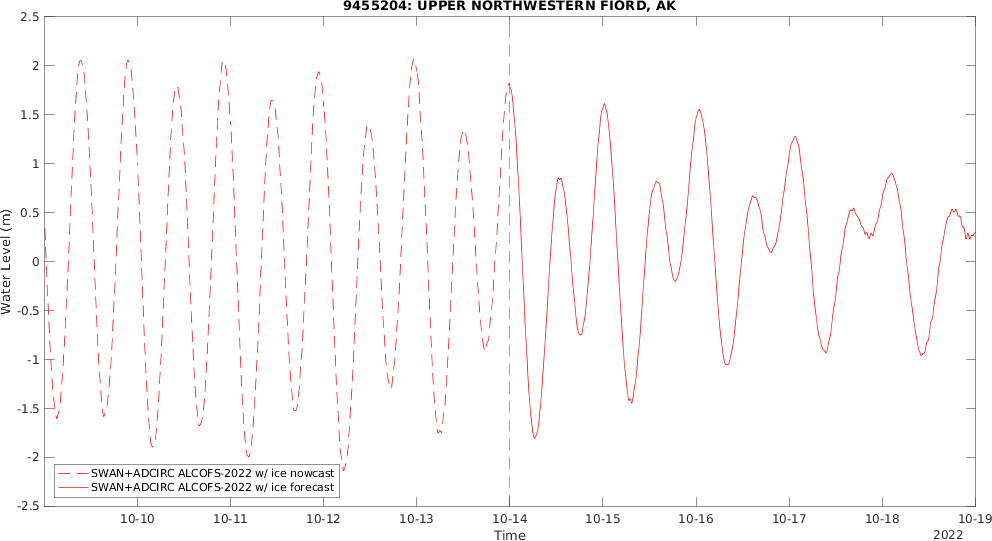 9455204: UPPER NORTHWESTERN FIORD, AK
2.5
2
1.5
1
0.5
0
-0.5
-1
-1.5
-2
-2.5
Water Level (m)
SWAN+ADCIRC ALCOFS-2022 w/ ice nowcast
SWAN+ADCIRC ALCOFS-2022 w/ ice forecast
10-10 10-11 10-12 10-13 10-14 10-15 10-16 10-17 10-18 10-19
Time
2022